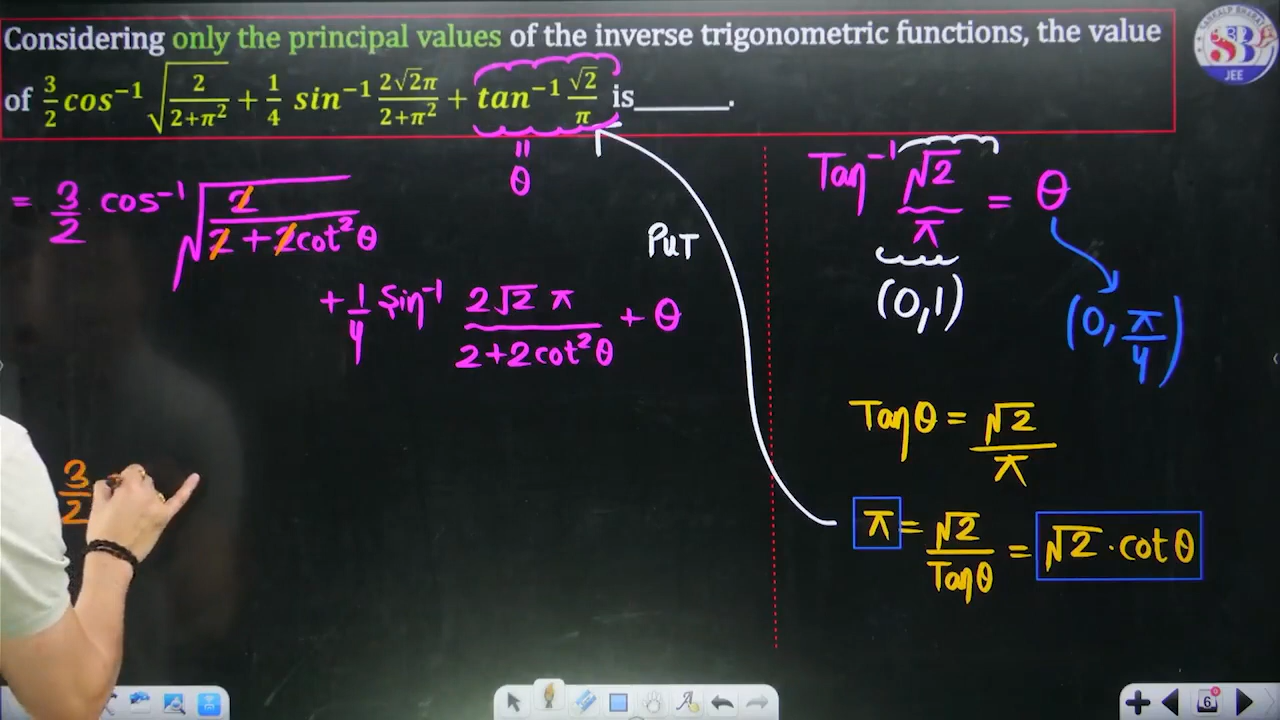 Considering only the principal values of the inverse trigonometric functions, the value
of 3/2 cos⁻¹ √(2/(2+π²)) + 1/4 sin⁻¹ 2√2π/(2+π²) + tan⁻¹ √2/π is______.
SB
JEE
= 3/2 cos⁻¹ √(2/(2 + 2cot²θ))
+ 1/4 sin⁻¹ 2√2 π/(2+2cot²θ) + θ
3/2
=
θ
PUT
Tan⁻¹ √2/π = θ
(0,1)
(0, π/4)
Tanθ = √2/π
π = √2/Tanθ = √2·cotθ
6